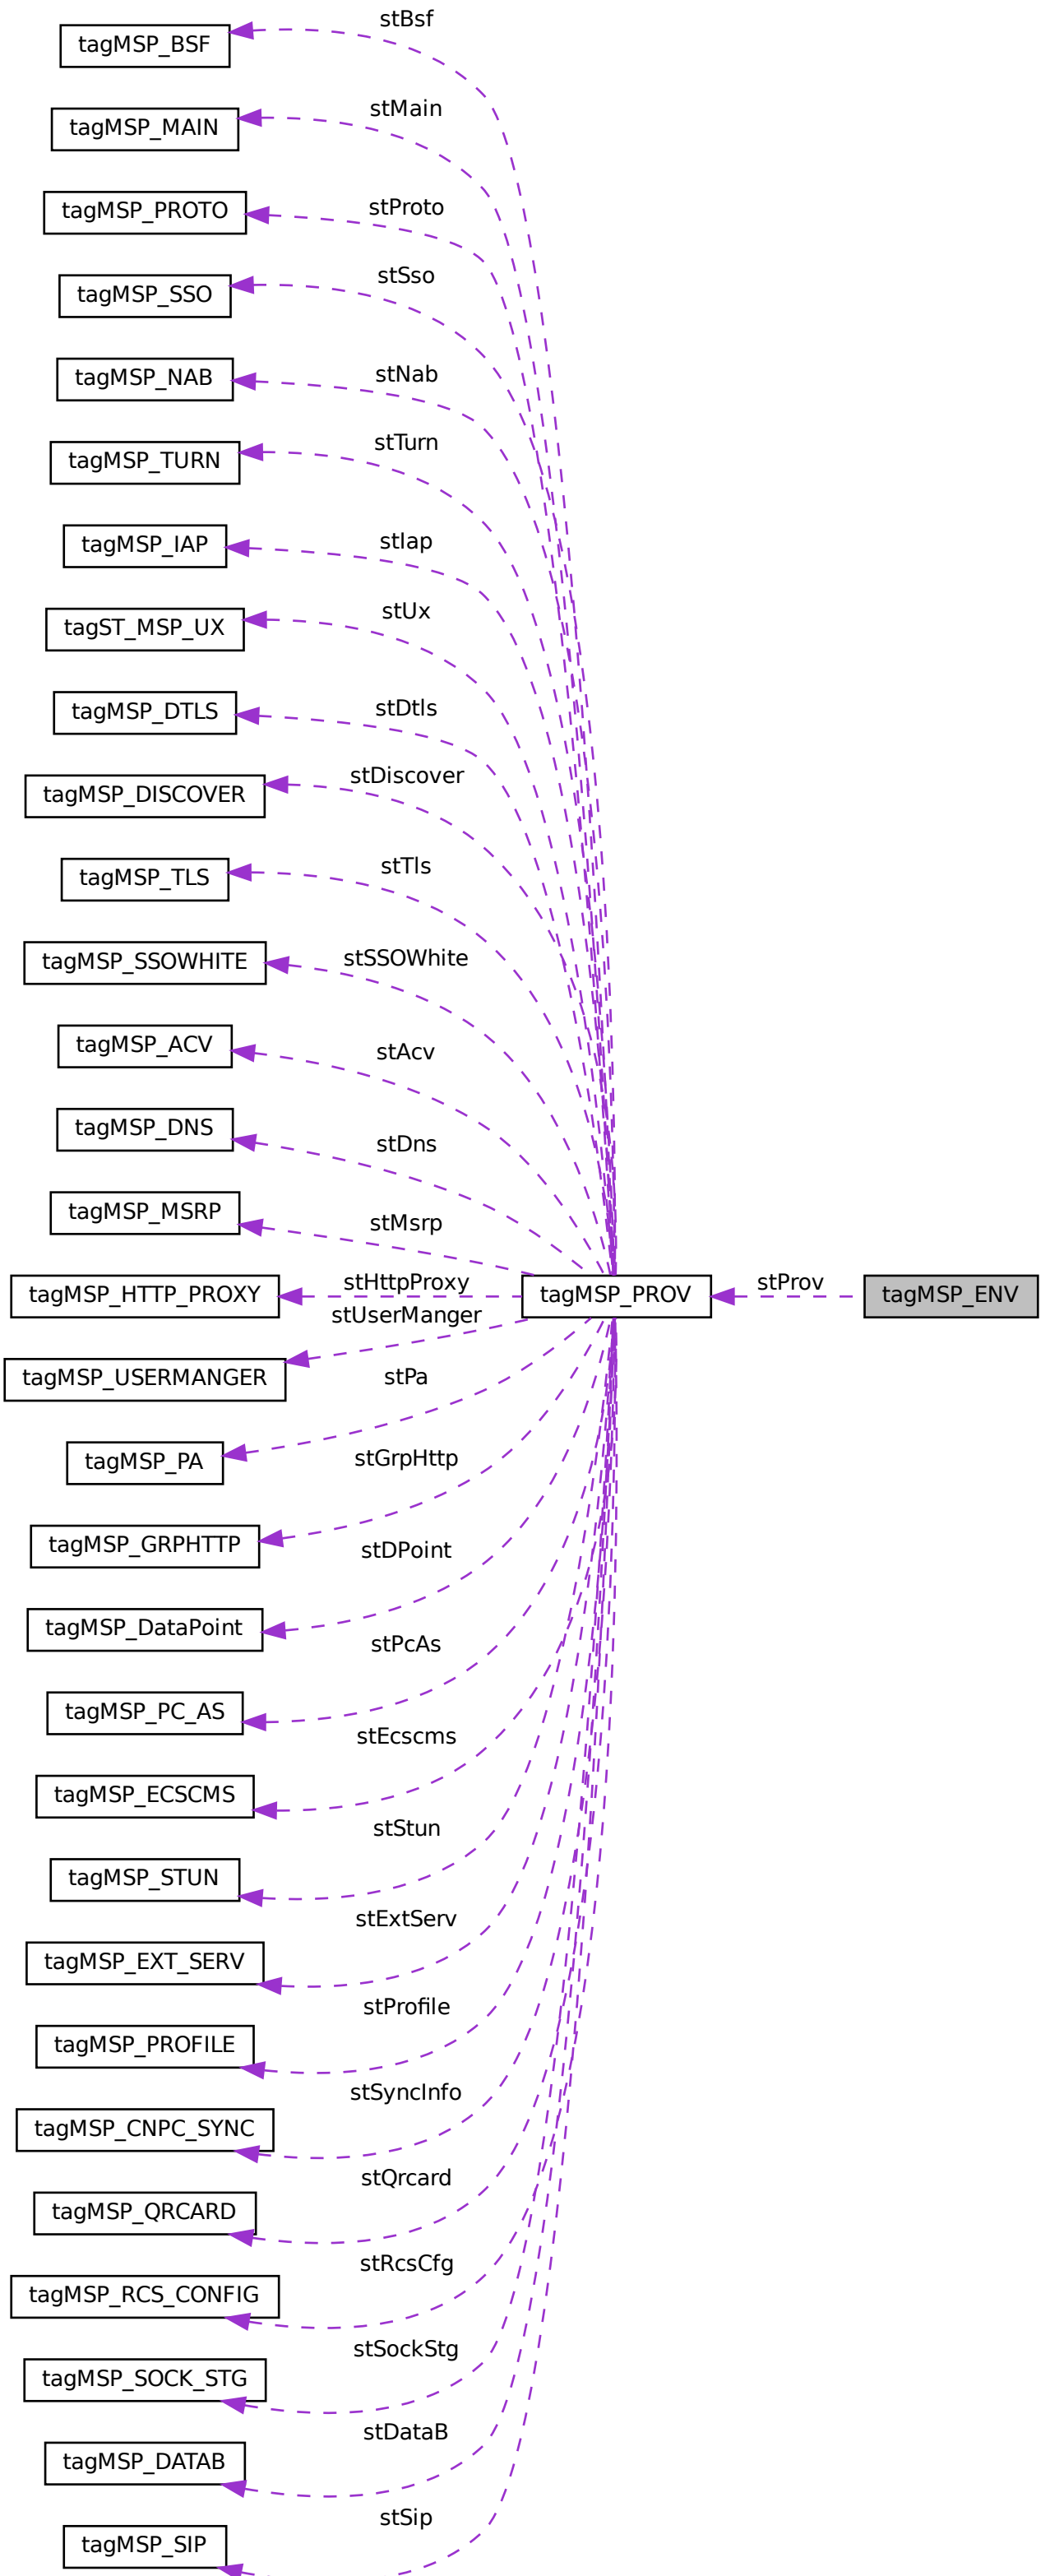 stBsf
tagMSP_BSF
stMain
tagMSP_MAIN
stProto
tagMSP_PROTO
stSso
tagMSP_SSO
stNab
tagMSP_NAB
stTurn
tagMSP_TURN
stIap
tagMSP_IAP
stUx
tagST_MSP_UX
stDtls
tagMSP_DTLS
stDiscover
tagMSP_DISCOVER
stTls
tagMSP_TLS
stSSOWhite
tagMSP_SSOWHITE
stAcv
tagMSP_ACV
stDns
tagMSP_DNS
stMsrp
tagMSP_MSRP
stHttpProxy
stProv
tagMSP_HTTP_PROXY
tagMSP_PROV
tagMSP_ENV
stUserManger
tagMSP_USERMANGER
stPa
tagMSP_PA
stGrpHttp
tagMSP_GRPHTTP
stDPoint
tagMSP_DataPoint
stPcAs
tagMSP_PC_AS
stEcscms
tagMSP_ECSCMS
stStun
tagMSP_STUN
stExtServ
tagMSP_EXT_SERV
stProfile
tagMSP_PROFILE
stSyncInfo
tagMSP_CNPC_SYNC
stQrcard
tagMSP_QRCARD
stRcsCfg
tagMSP_RCS_CONFIG
stSockStg
tagMSP_SOCK_STG
stDataB
tagMSP_DATAB
stSip
tagMSP_SIP